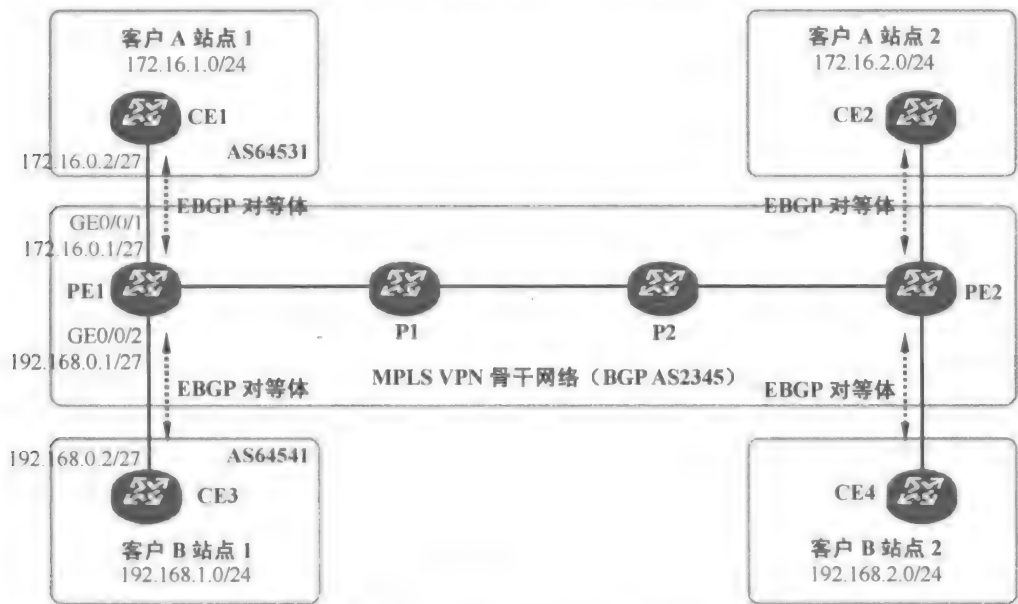 客户 A 站点 1
172.16.1.0/24
CE1
172.16.0.2/27
AS64531
EBGP 对等体
客户 A 站点 2
172.16.2.0/24
CE2
EBGP 对等体
GE0/0/1
172.16.0.1/27
PE1
GE0/0/2
192.168.0.1/27
P1
P2
PE2
MPLS VPN 骨干网络（BGP AS2345）
EBGP 对等体
EBGP 对等体
192.168.0.2/27
AS64541
CE3
客户 B 站点 1
192.168.1.0/24
CE4
客户 B 站点 2
192.168.2.0/24